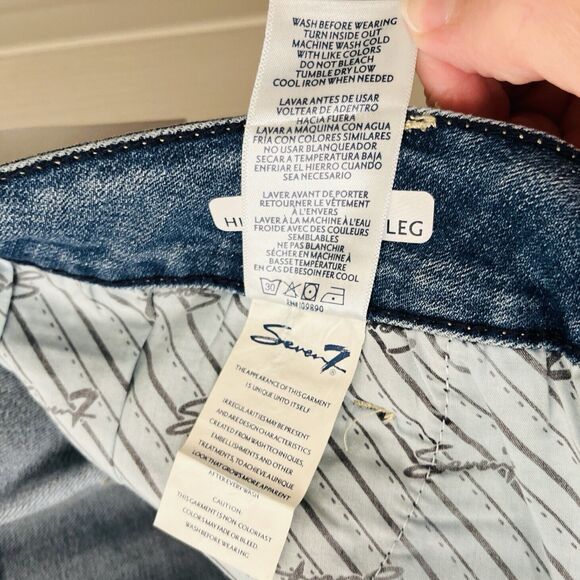 WASH BEFORE WEARING
TURN INSIDE OUT
MACHINE WASH COLD
WITH LIKE COLORS
DO NOT BLEACH
TUMBLE DRY LOW
COOL IRON WHEN NEEDED
LAVAR ANTES DE USAR
VOLTEAR DE ADENTRO
HACIA FUERA
LAVAR A MAQUINA CON AGUA
FRÍA CON COLORES SIMILARES
NO USAR BLANQUEADOR
SECAR A TEMPERATURA BAJA
ENFRIAR EL HIERRO CUANDO
SEA NECESARIO
LAVER AVANT DE PORTER
RETOURNER LE VÊTEMENT
À L'ENVERS
LAVER À LA MACHINE À L'EAU
FROIDE AVEC DES COULEURS
SEMBLABLES
NE PAS BLANCHIR
SÉCHER EN MACHINE À
BASSE TEMPÉRATURE
EN CAS DE BESOIN FER COOL
30
LEG
Seven7
®
THE APPEARANCE OF THIS GARMENT
IS UNIQUE UNTO ITSELF
IRREGULARITIES MAY BE PRESENT
AND ARE DESIGN CHARACTERISTICS
CREATED FROM WASH TECHNIQUES,
EMBELLISHMENTS AND OTHER
TREATMENTS, TO ACHIEVE A UNIQUE
LOOK THAT GROWS MORE APPARENT
AFTER EVERY WASH
CAUTION:
THIS GARMENT IS NON-COLORFAST
COLORS MAY FADE OR BLEED.
WASH BEFORE WEARING
Seven7